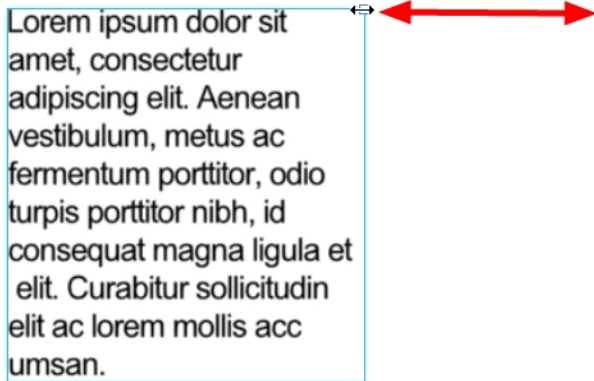 Lorem ipsum dolor sit
amet, consectetur
adipiscing elit. Aenean
vestibulum, metus ac
fermentum porttitor, odio
turpis porttitor nibh, id
consequat magna ligula et
elit. Curabitur sollicitudin
elit ac lorem mollis acc
umsan.